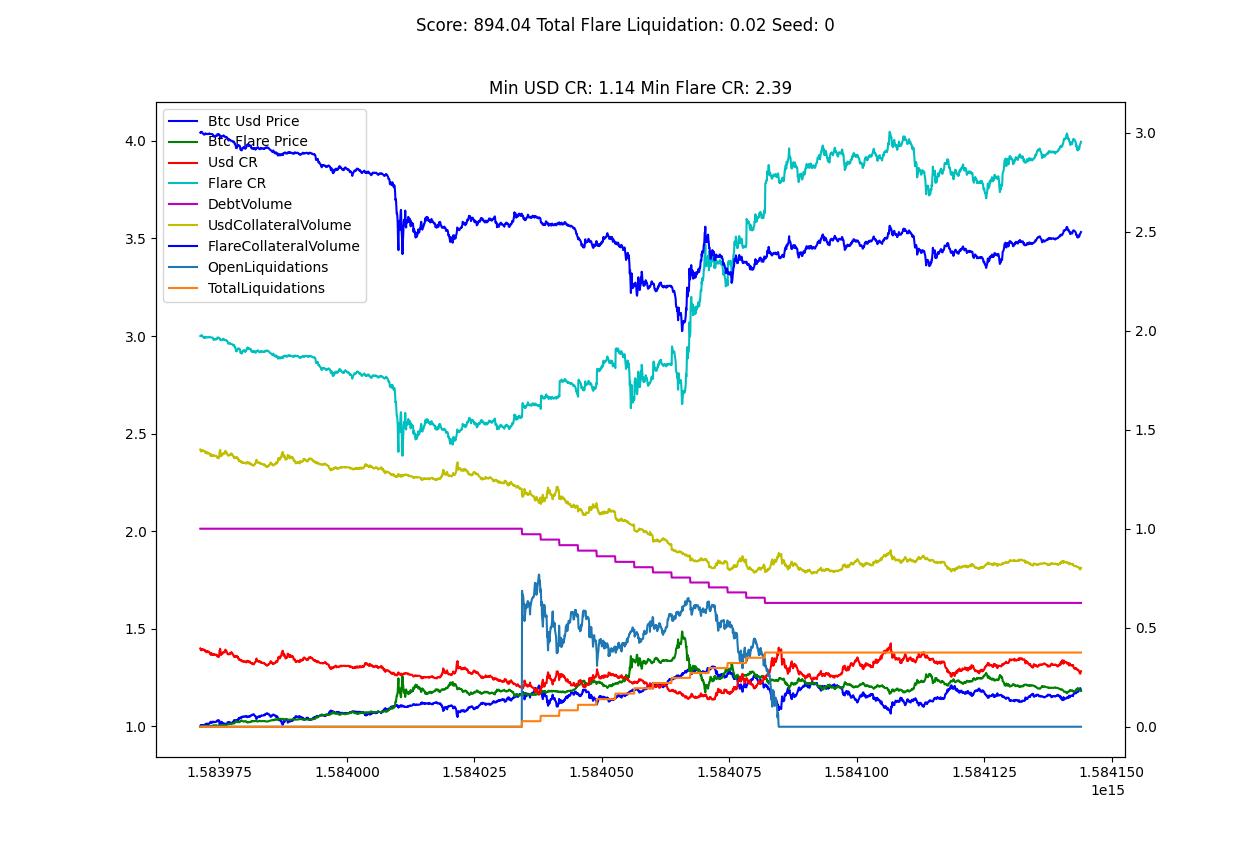 Score: 894.04 Total Flare Liquidation: 0.02 Seed: 0
Min USD CR: 1.14 Min Flare CR: 2.39
Btc Usd Price
Btc Flare Price
Usd CR
Flare CR
DebtVolume
UsdCollateralVolume
FlareCollateralVolume
OpenLiquidations
TotalLiquidations
4.0
3.5
3.0
2.5
2.0
1.5
1.0
3.0
2.5
2.0
1.5
1.0
0.5
0.0
1.583975 1.584000 1.584025 1.584050 1.584075 1.584100 1.584125 1.584150
1e15